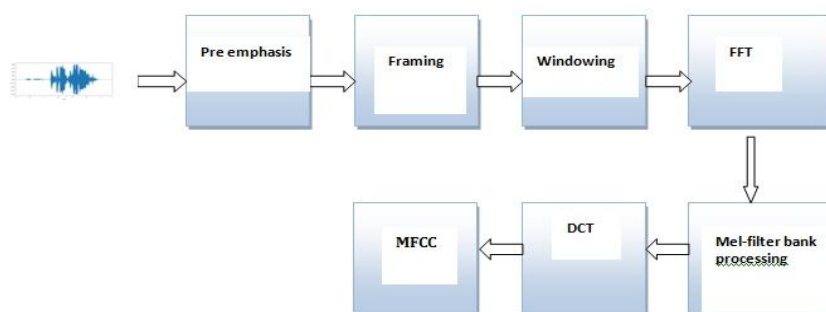 Pre emphasis
Framing
Windowing
FFT
Mel-filter bank
processing
DCT
MFCC